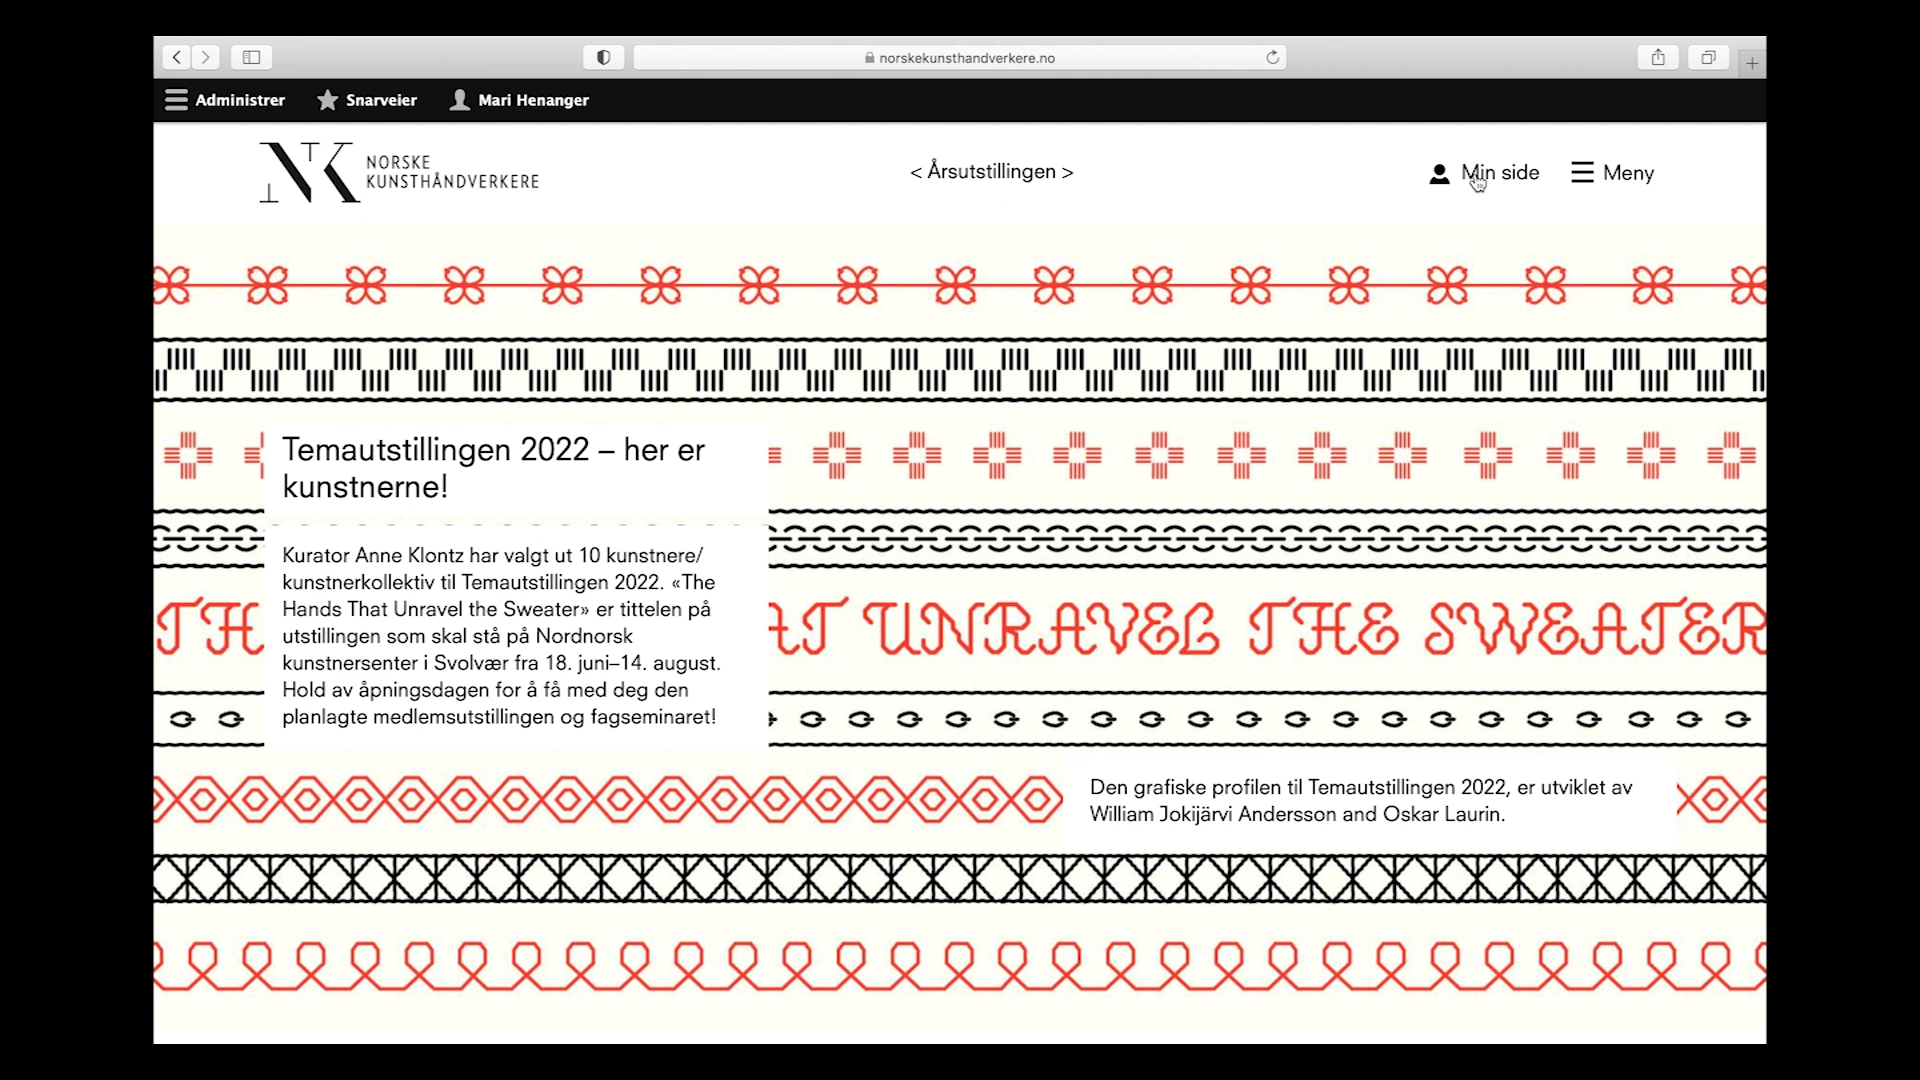 norskekunsthandverkere.no
Administrer
Snarveier
Mari Henanger
NK
NORSKE
KUNSTHÅNDVERKERE
< Årsutstillingen >
Min side
Meny
Temautstillingen 2022 – her er
kunstnerne!
Kurator Anne Klontz har valgt ut 10 kunstnere/
kunstnerkollektiv til Temautstillingen 2022. «The
Hands That Unravel the Sweater» er tittelen på
utstillingen som skal stå på Nordnorsk
kunstnersenter i Svolvær fra 18. juni–14. august.
Hold av åpningsdagen for å få med deg den
planlagte medlemsutstillingen og fagseminaret!
TH AT UNRAVEL THE SWEATER
Den grafiske profilen til Temautstillingen 2022, er utviklet av
William Jokijärvi Andersson and Oskar Laurin.